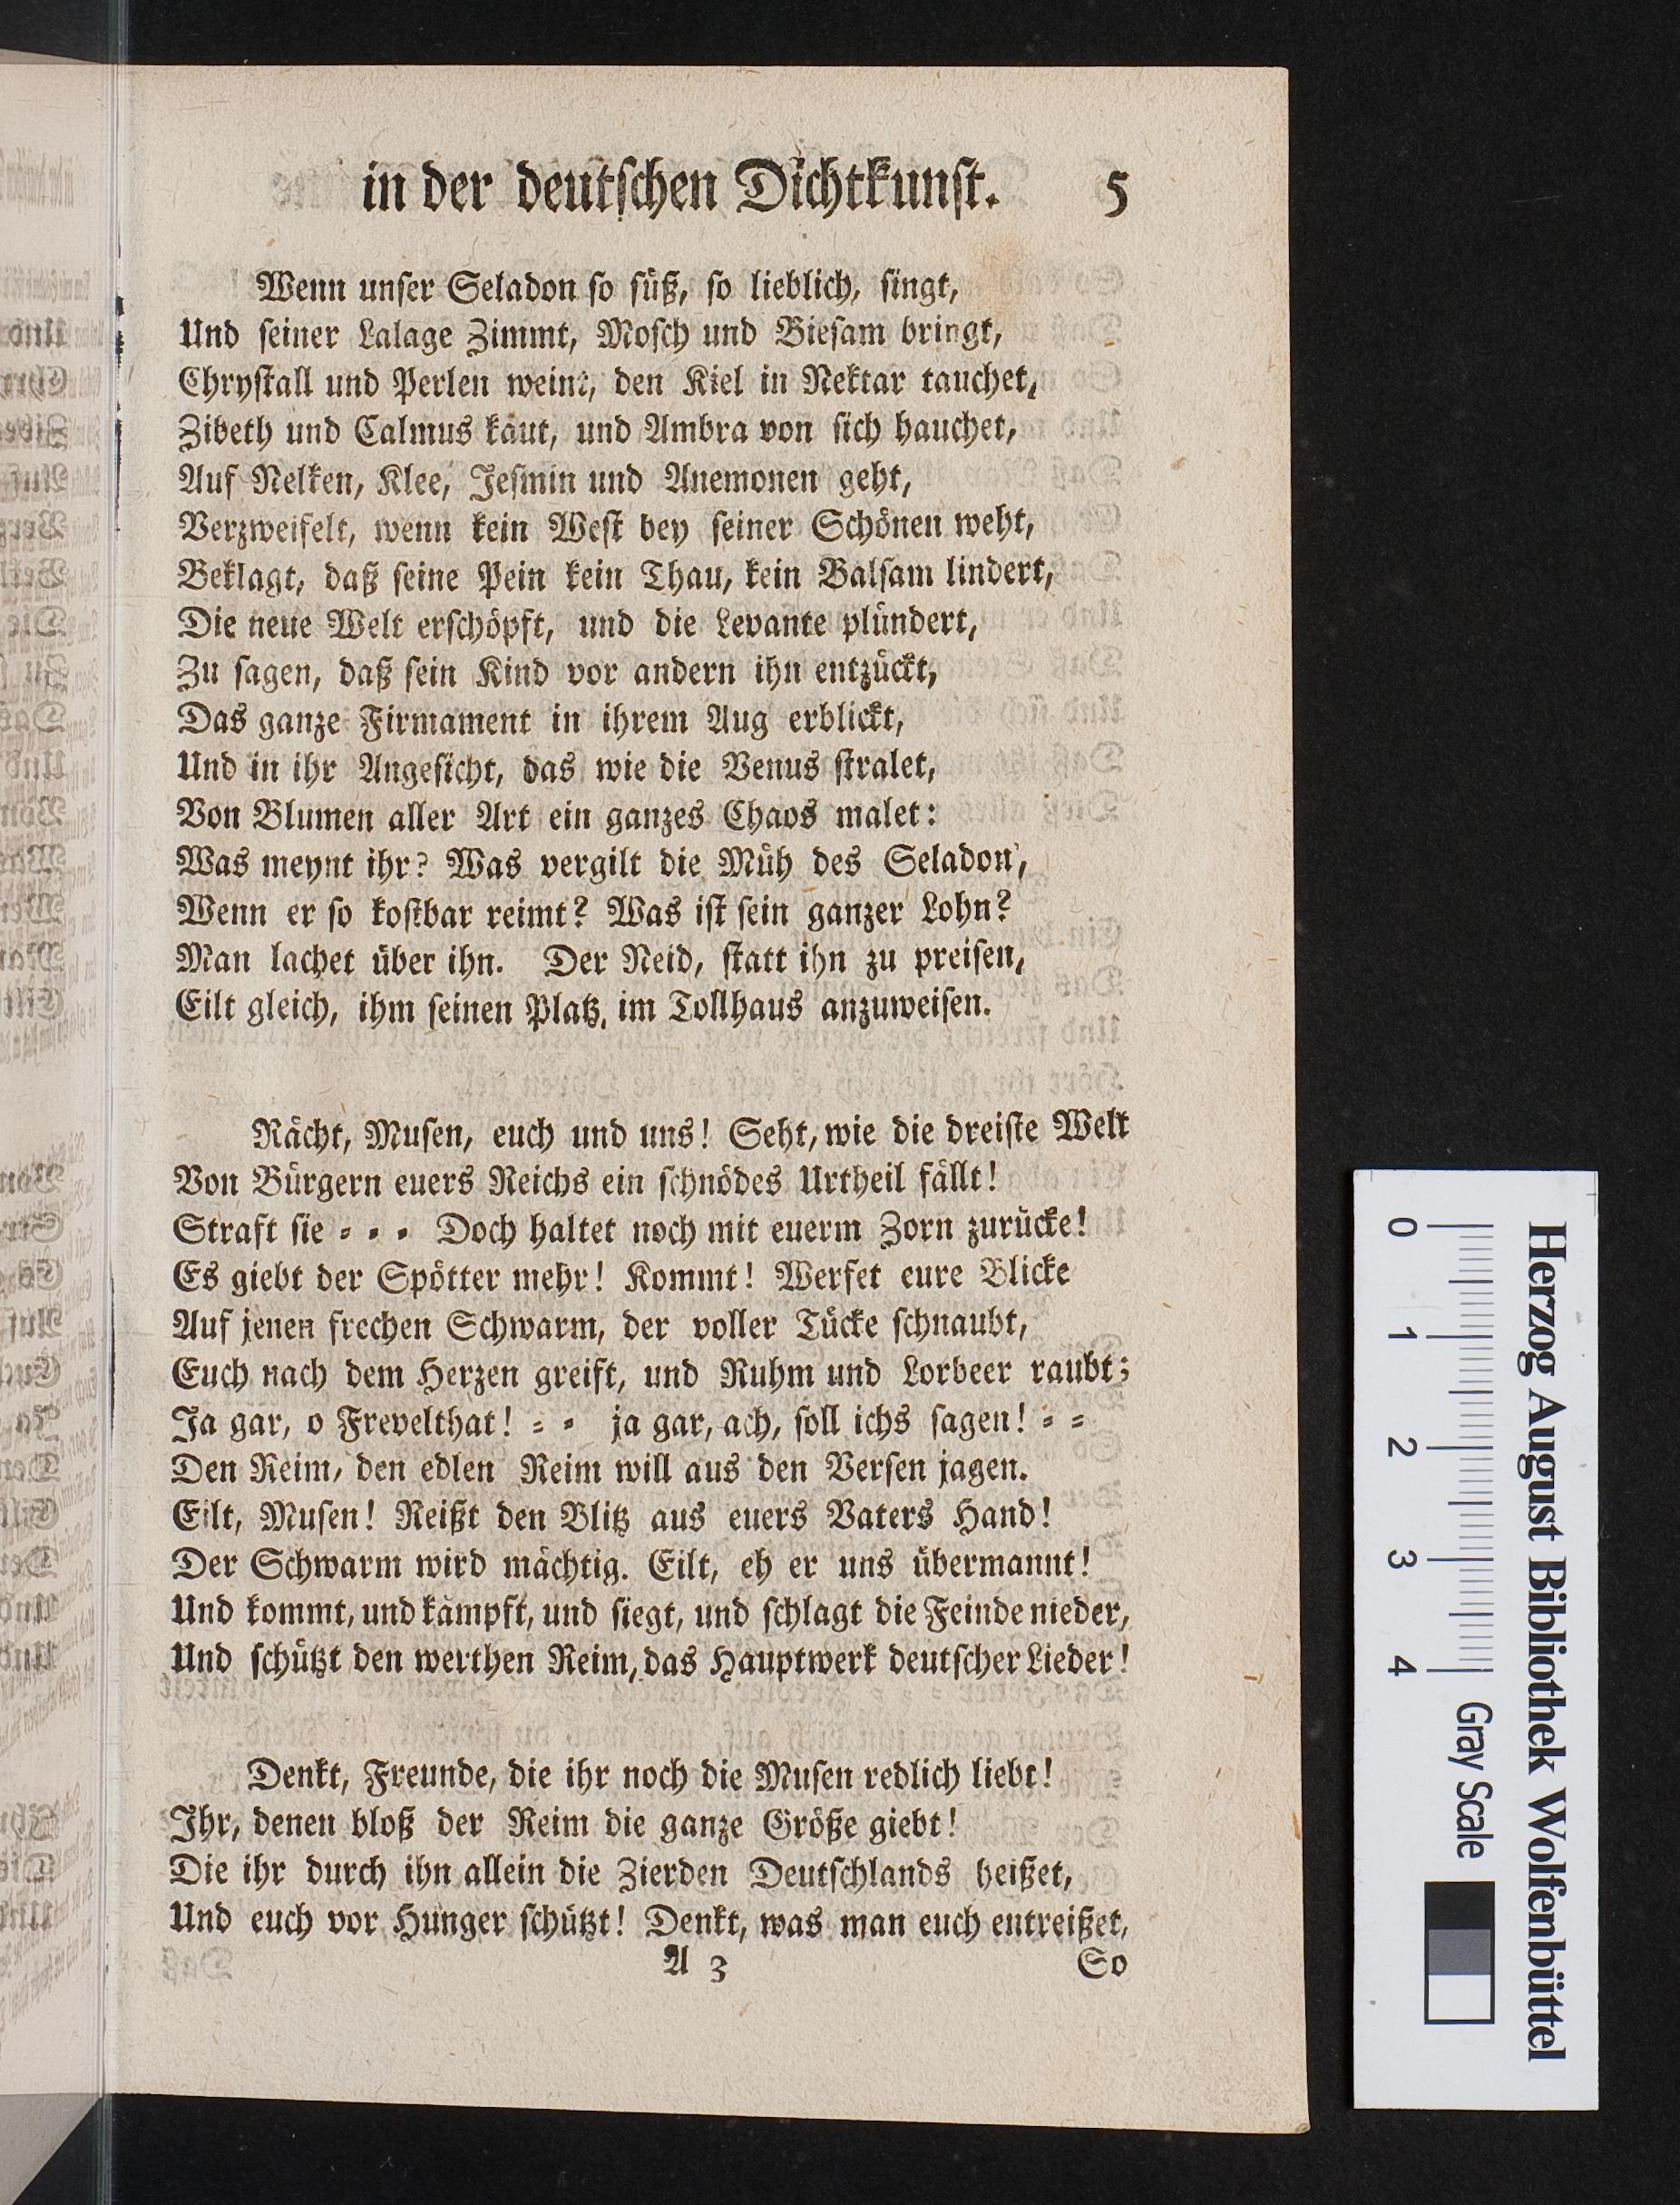 in der deutſchen Dichtkunſt. 5
Wenn unſer Seladon ſo ſüß, ſo lieblich, ſingt,
Und ſeiner Lalage Zimmt, Moſch und Bieſam bringt,
Chryſtall und Perlen weint, den Kiel in Nektar tauchet,
Zibeth und Calmus käut, und Ambra von ſich hauchet,
Auf Nelken, Klee, Jeſmin und Anemonen geht,
Verzweifelt, wenn kein Weſt bey ſeiner Schönen weht,
Beklagt, daß ſeine Pein kein Thau, kein Balſam lindert,
Die neue Welt erſchöpft, und die Levante plündert,
Zu ſagen, daß ſein Kind vor andern ihn entzückt,
Das ganze Firmament in ihrem Aug erblickt,
Und in ihr Angeſicht, das wie die Venus ſtralet,
Von Blumen aller Art ein ganzes Chaos malet:
Was meynt ihr? Was vergilt die Müh des Seladon,
Wenn er ſo koſtbar reimt? Was iſt ſein ganzer Lohn?
Man lachet über ihn. Der Neid, ſtatt ihn zu preiſen,
Eilt gleich, ihm ſeinen Platz im Tollhaus anzuweiſen.
Rächt, Muſen, euch und uns! Seht, wie die dreiſte Welt
Von Bürgern euers Reichs ein ſchnödes Urtheil fällt!
Straft ſie = = = Doch haltet noch mit euerm Zorn zurücke!
Es giebt der Spötter mehr! Kommt! Werfet eure Blicke
Auf jenen frechen Schwarm, der voller Tücke ſchnaubt,
Euch nach dem Herzen greift, und Ruhm und Lorbeer raubt;
Ja gar, o Frevelthat! = = ja gar, ach, ſoll ichs ſagen! = =
Den Reim, den edlen Reim will aus den Verſen jagen.
Eilt, Muſen! Reißt den Blitz aus euers Vaters Hand!
Der Schwarm wird mächtig. Eilt, eh er uns übermannt!
Und kommt, und kämpft, und ſiegt, und ſchlagt die Feinde nieder,
Und ſchützt den werthen Reim, das Hauptwerk deutſcher Lieder!
Denkt, Freunde, die ihr noch die Muſen redlich liebt!
Ihr, denen bloß der Reim die ganze Größe giebt!
Die ihr durch ihn allein die Zierden Deutſchlands heißet,
Und euch vor Hunger ſchützt! Denkt, was man euch entreißet,
A 3 So
Herzog August Bibliothek Wolfenbüttel
0 1 2 3 4 Gray Scale